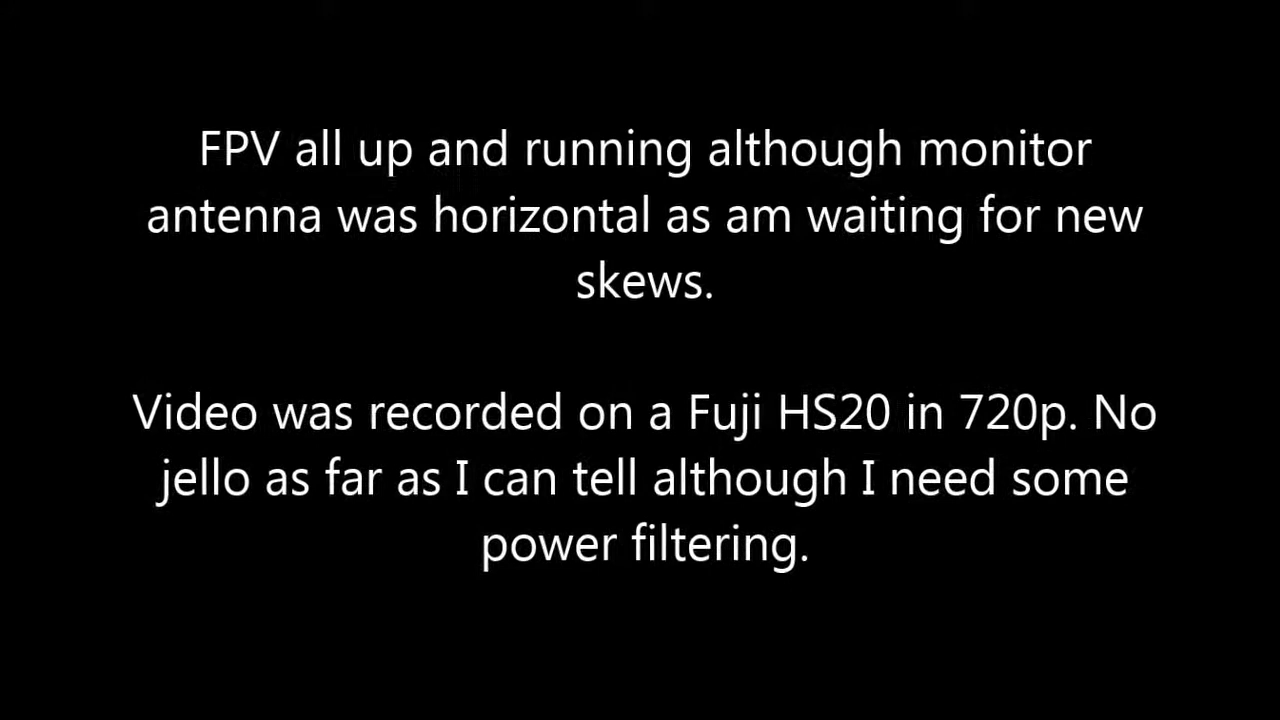 FPV all up and running although monitor
antenna was horizontal as am waiting for new
skews.
Video was recorded on a Fuji HS20 in 720p. No
jello as far as I can tell although I need some
power filtering.